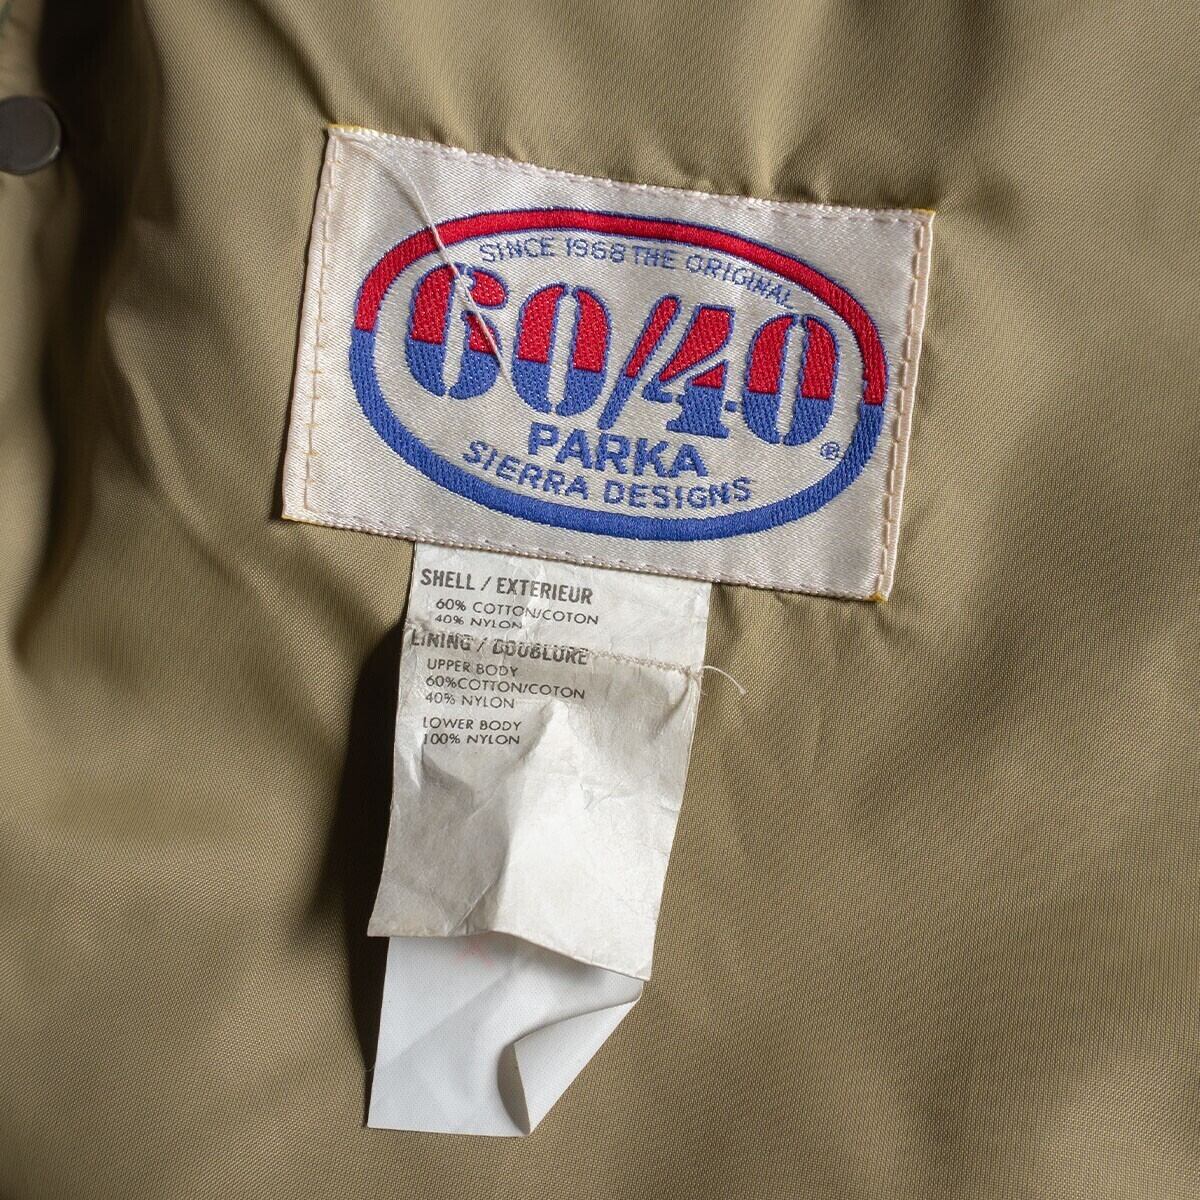 SINCE 1968 THE ORIGINAL
60/40®
PARKA
SIERRA DESIGNS
SHELL / EXTERIEUR
60% COTTON/COTON
40% NYLON
LINING / DOUBLURE
UPPER BODY
60%COTTON/COTON
40% NYLON
LOWER BODY
100% NYLON